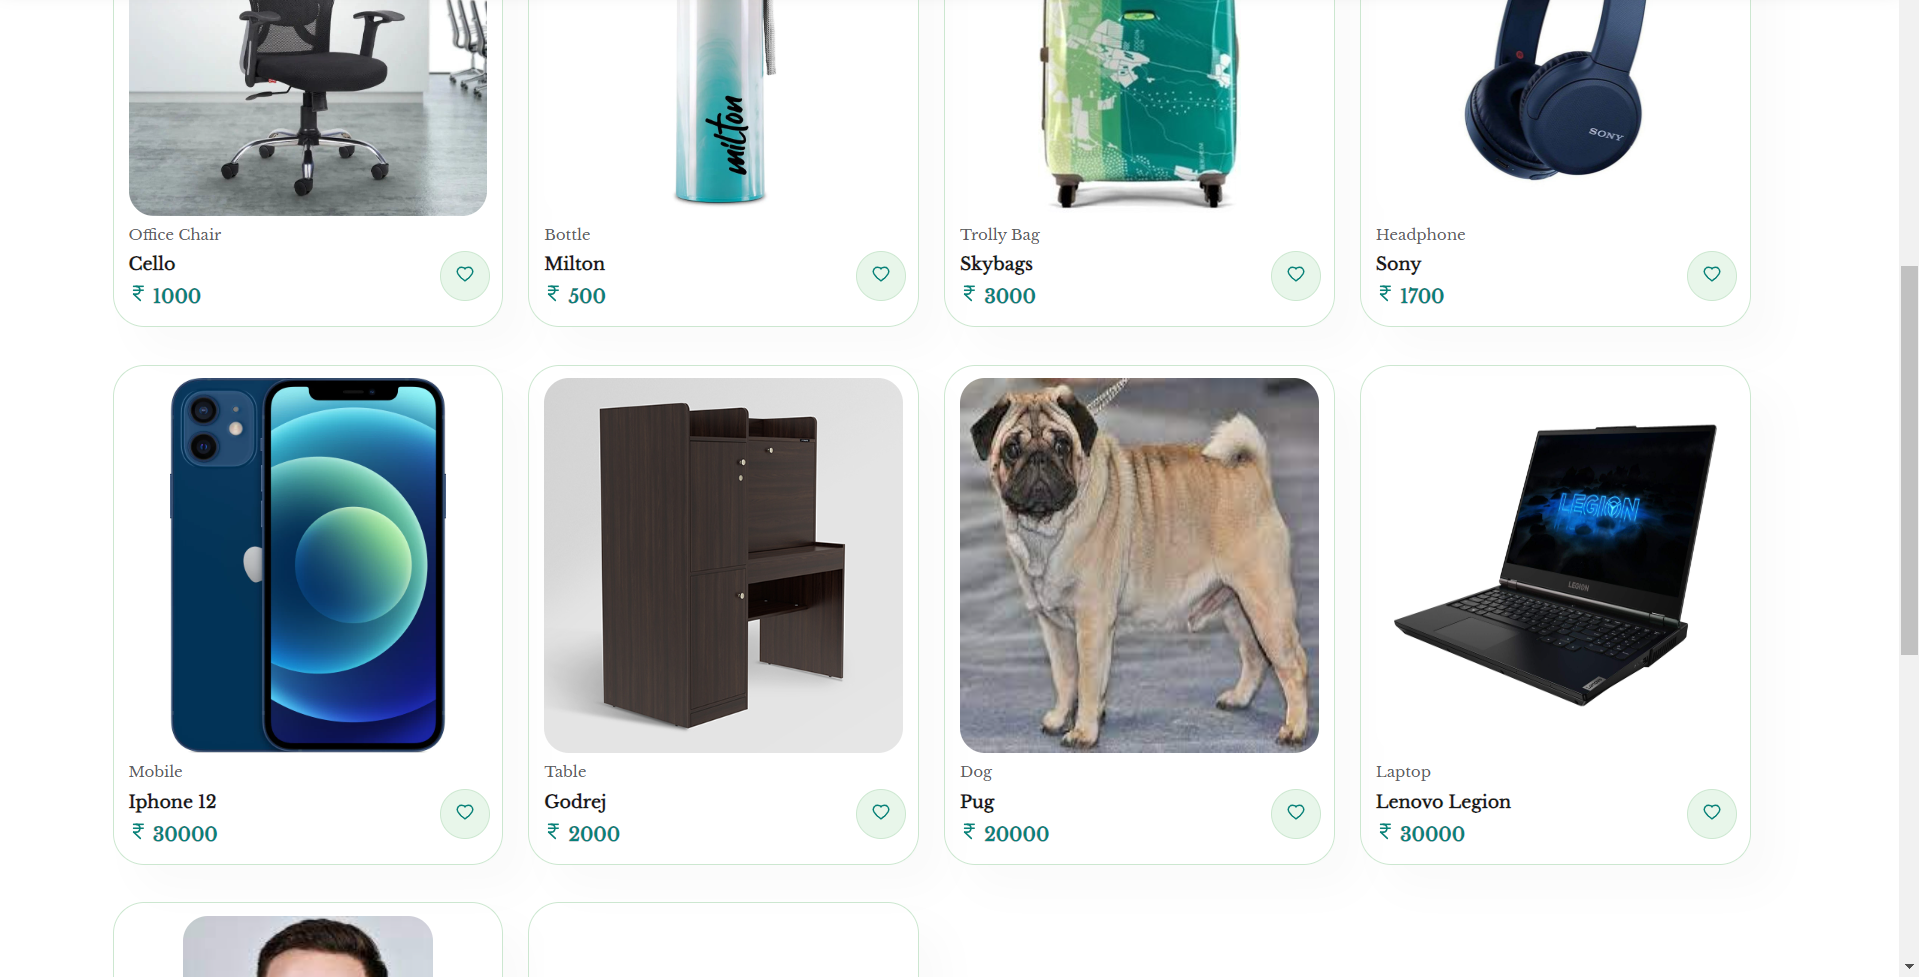 milton
SONY
Office Chair
Cello
₹ 1000
Bottle
Milton
₹ 500
Trolly Bag
Skybags
₹ 3000
Headphone
Sony
₹ 1700
LEGION
LEGION
Lenovo
Mobile
Iphone 12
₹ 30000
Table
Godrej
₹ 2000
Dog
Pug
₹ 20000
Laptop
Lenovo Legion
₹ 30000